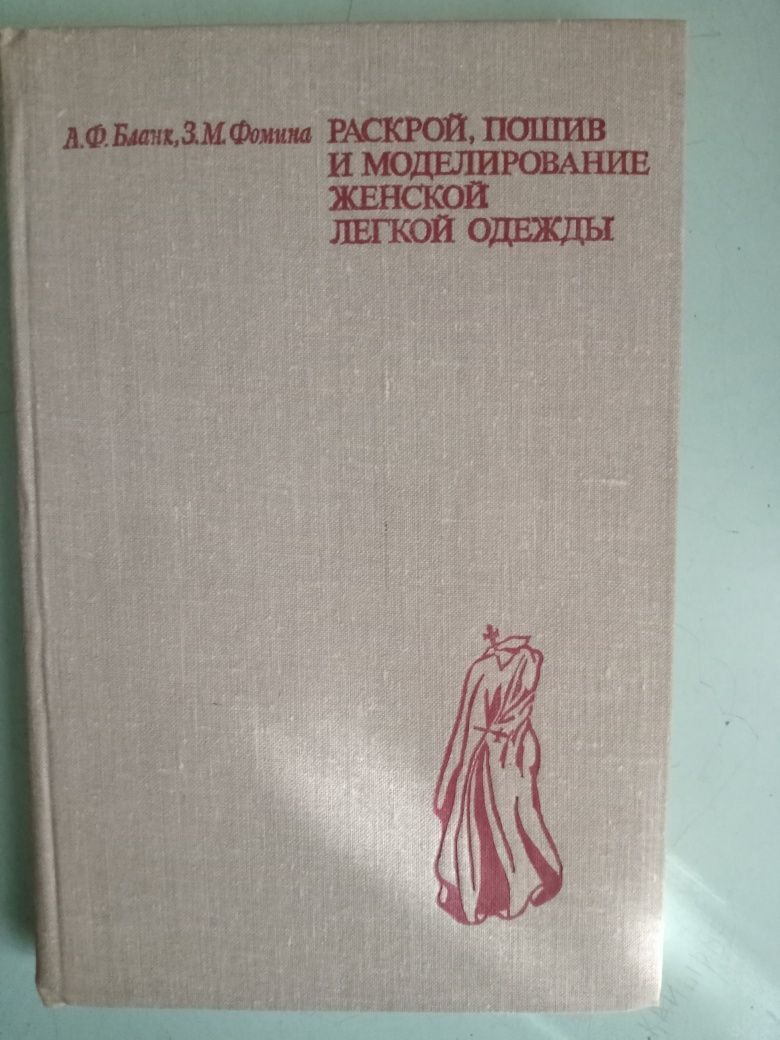 А.Ф. Бланк, З.М. Фомина
РАСКРОЙ, ПОШИВ
И МОДЕЛИРОВАНИЕ
ЖЕНСКОЙ
ЛЕГКОЙ ОДЕЖДЫ